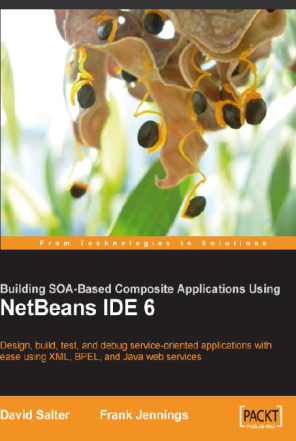 From Technologies to Solutions
Building SOA-Based Composite Applications Using
NetBeans IDE 6
Design, build, test, and debug service-oriented applications with
ease using XML, BPEL, and Java web services
David Salter Frank Jennings
[PACKT]
PUBLISHING